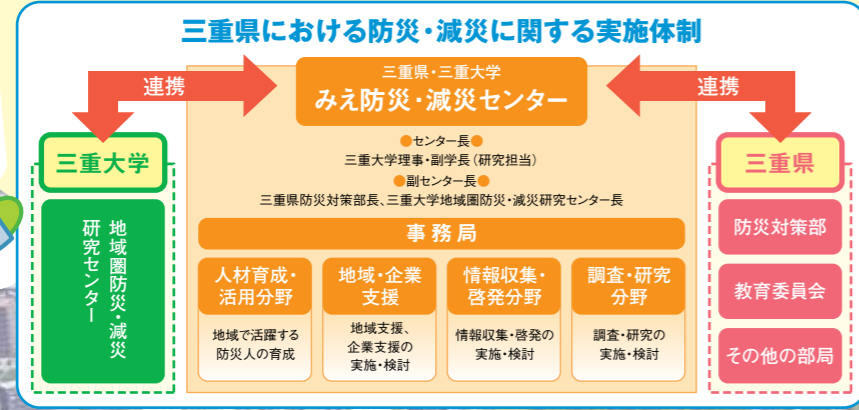 三重県における防災・減災に関する実施体制
連携
三重県・三重大学
みえ防災・減災センター
連携
●センター長●
三重大学理事・副学長(研究担当)
●副センター長●
三重県防災対策部長、三重大学地域圏防災・減災研究センター長
三重大学
地域圏防災・減災
研究センター
事務局
人材育成・
活用分野
地域で活躍する
防災人の育成
地域・企業
支援
地域支援、
企業支援の
実施・検討
情報収集・
啓発分野
情報収集・啓発の
実施・検討
調査・研究
分野
調査・研究の
実施・検討
三重県
防災対策部
教育委員会
その他の部局